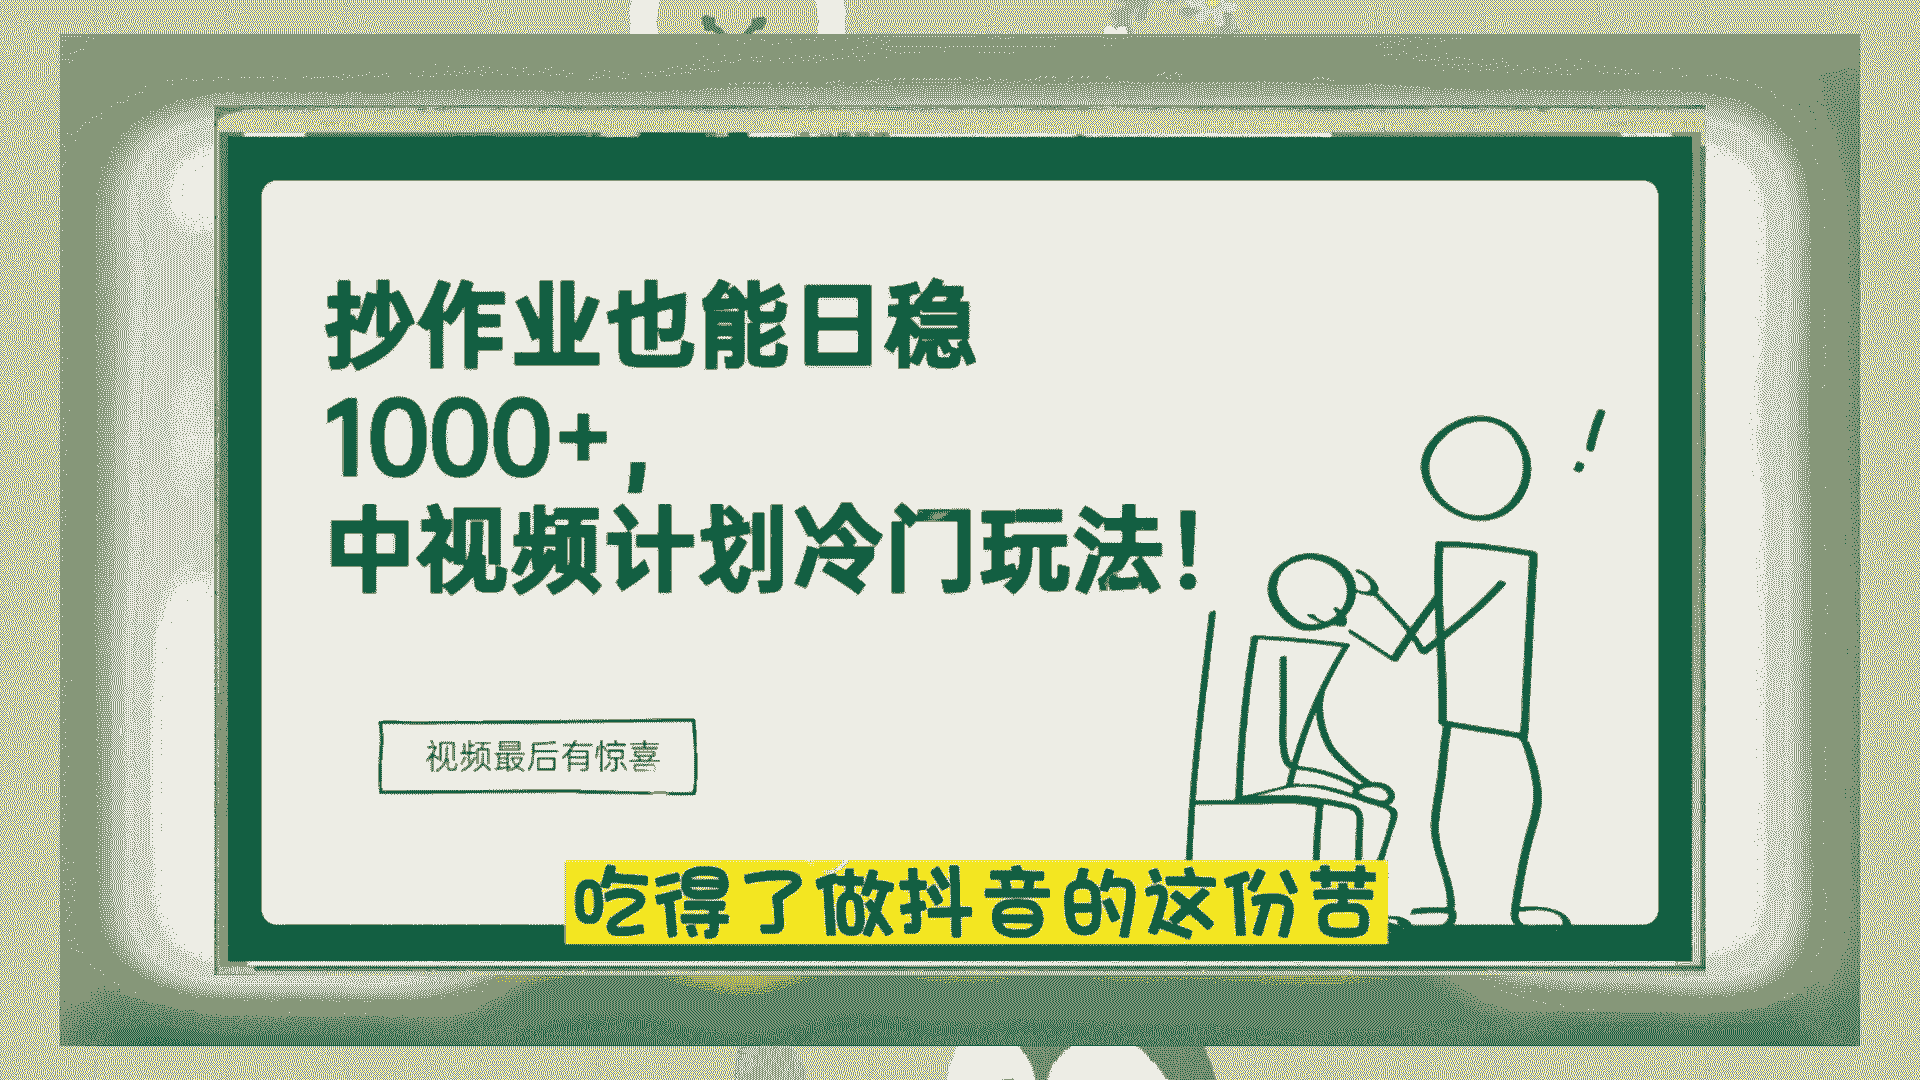 抄作业也能日稳
1000+，
中视频计划冷门玩法！
！
视频最后有惊喜
吃得了做抖音的这份苦